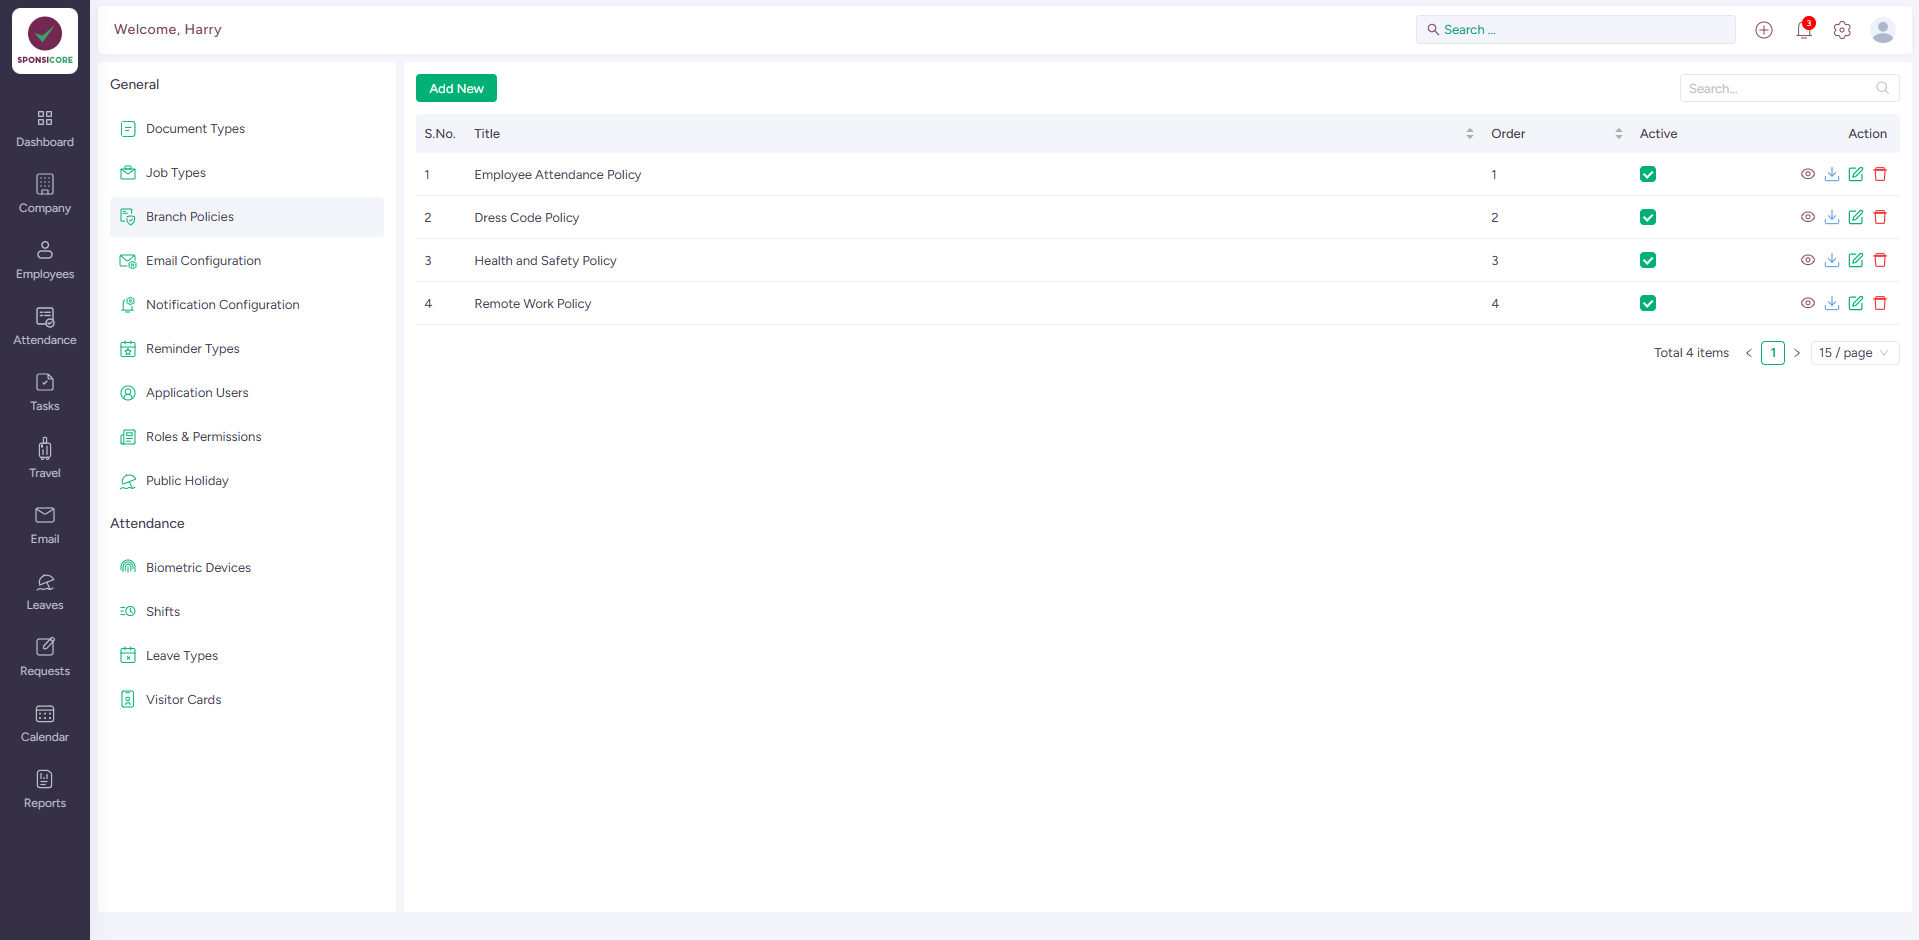 SPONSICORE
Dashboard
Company
Employees
Attendance
Tasks
Travel
Email
Leaves
Requests
Calendar
Reports
Welcome, Harry
Search ...
3
General
Document Types
Job Types
Branch Policies
Email Configuration
Notification Configuration
Reminder Types
Application Users
Roles & Permissions
Public Holiday
Attendance
Biometric Devices
Shifts
Leave Types
Visitor Cards
Add New
Search...
S.No. Title Order Active Action
1 Employee Attendance Policy 1
2 Dress Code Policy 2
3 Health and Safety Policy 3
4 Remote Work Policy 4
Total 4 items < 1 > 15 / page